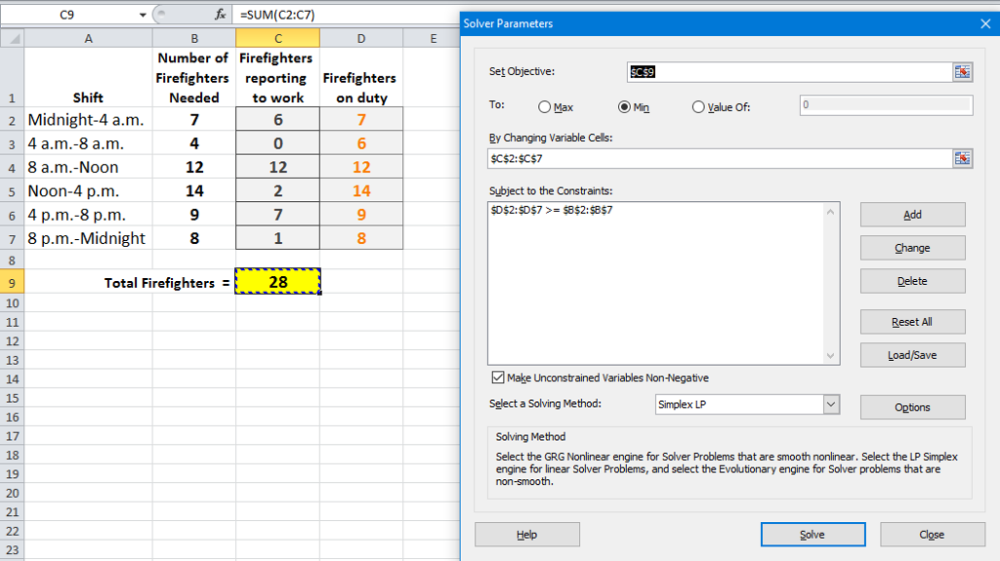 C9 fx =SUM(C2:C7)
A B C D E
1 Shift Number of Firefighters Needed Firefighters reporting to work Firefighters on duty
2 Midnight-4 a.m. 7 6 7
3 4 a.m.-8 a.m. 4 0 6
4 8 a.m.-Noon 12 12 12
5 Noon-4 p.m. 14 2 14
6 4 p.m.-8 p.m. 9 7 9
7 8 p.m.-Midnight 8 1 8
8
9 Total Firefighters = 28
10
11
12
13
14
15
16
17
18
19
20
21
22
23
Solver Parameters
Set Objective: $C$9
To: Max Min Value Of: 0
By Changing Variable Cells:
$C$2:$C$7
Subject to the Constraints:
$D$2:$D$7 >= $B$2:$B$7
Add
Change
Delete
Reset All
Load/Save
Make Unconstrained Variables Non-Negative
Select a Solving Method: Simplex LP Options
Solving Method
Select the GRG Nonlinear engine for Solver Problems that are smooth nonlinear. Select the LP Simplex
engine for linear Solver Problems, and select the Evolutionary engine for Solver problems that are
non-smooth.
Help Solve Close